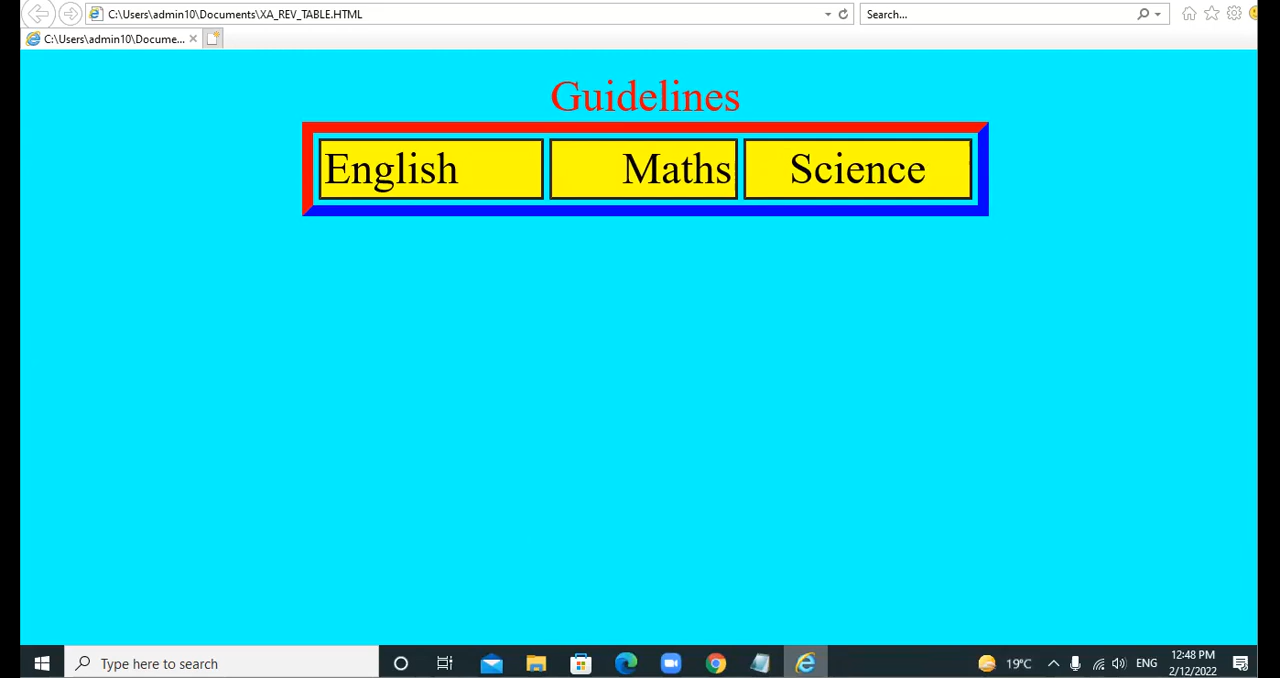 C:\Users\admin10\Documents\XA_REV_TABLE.HTML
Search...
C:\Users\admin10\Docume...
Guidelines
English Maths Science
Type here to search
19°C
ENG
12:48 PM
2/12/2022